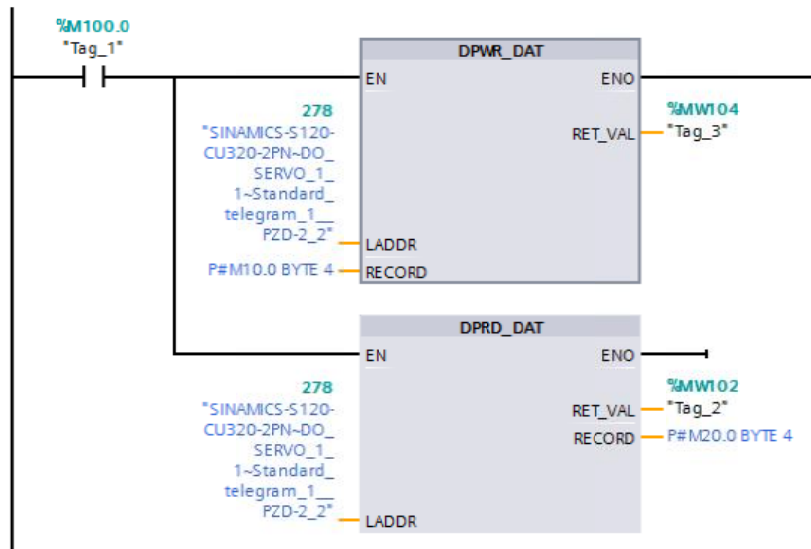 %M100.0
"Tag_1"
DPWR_DAT
EN
ENO
278
"SINAMICS-S120-
CU320-2PN~DO_
SERVO_1_
1~Standard_
telegram_1__
PZD-2_2"
LADDR
P#M10.0 BYTE 4
RECORD
%MW104
RET_VAL
"Tag_3"
DPRD_DAT
EN
ENO
278
"SINAMICS-S120-
CU320-2PN~DO_
SERVO_1_
1~Standard_
telegram_1__
PZD-2_2"
LADDR
%MW102
RET_VAL
"Tag_2"
RECORD
P#M20.0 BYTE 4